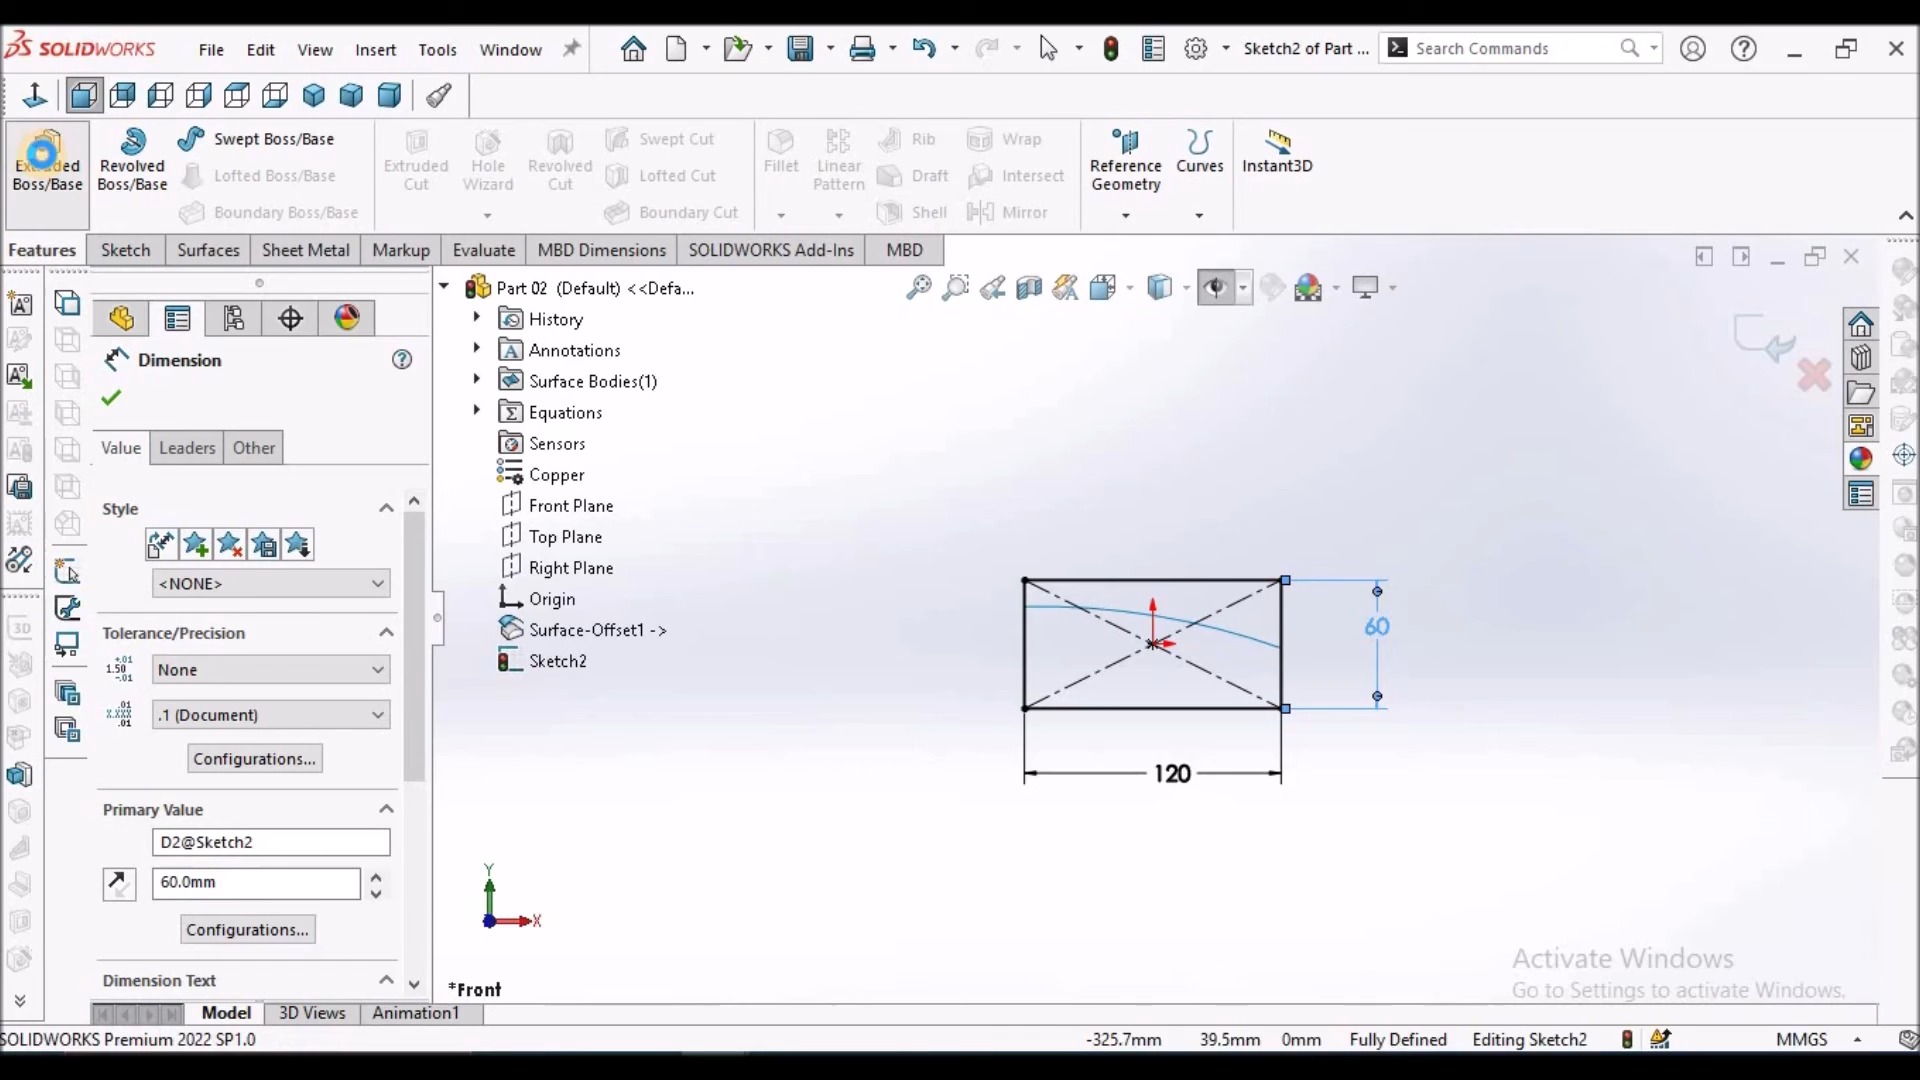 SOLIDWORKS File Edit View Insert Tools Window Sketch2 of Part ... Search Commands
Extruded Boss/Base
Revolved Boss/Base
Swept Boss/Base
Lofted Boss/Base
Boundary Boss/Base
Extruded Cut
Hole Wizard
Revolved Cut
Swept Cut
Lofted Cut
Boundary Cut
Fillet
Linear Pattern
Rib
Draft
Shell
Wrap
Intersect
Mirror
Reference Geometry
Curves
Instant3D
Features Sketch Surfaces Sheet Metal Markup Evaluate MBD Dimensions SOLIDWORKS Add-Ins MBD
Dimension
Value Leaders Other
Style
<NONE>
Tolerance/Precision
None
.1 (Document)
Configurations...
Primary Value
D2@Sketch2
60.0mm
Configurations...
Dimension Text
Part 02 (Default) <<Defa...
History
Annotations
Surface Bodies(1)
Equations
Sensors
Copper
Front Plane
Top Plane
Right Plane
Origin
Surface-Offset1 ->
Sketch2
60
120
Y
X
*Front
Activate Windows
Go to Settings to activate Windows.
Model 3D Views Animation1
SOLIDWORKS Premium 2022 SP1.0 -325.7mm 39.5mm 0mm Fully Defined Editing Sketch2 MMGS